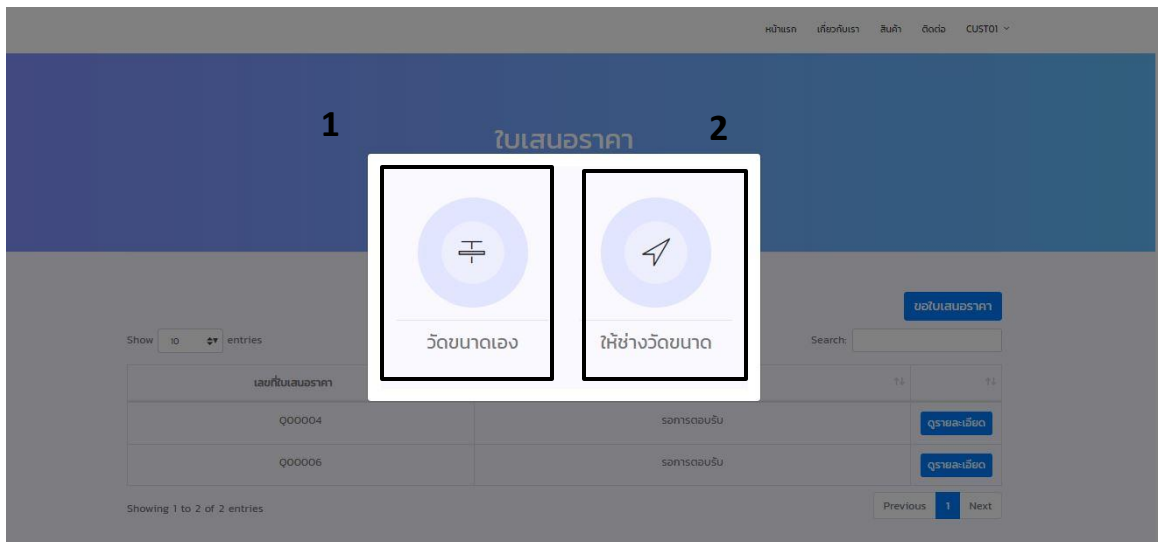 หน้าแรก เกี่ยวกับเรา สินค้า ติดต่อ CUST01
1 2
ใบเสนอราคา
ขอใบเสนอราคา
วัดขนาดเอง ให้ช่างวัดขนาด
Show 10 entries Search:
เลขที่ใบเสนอราคา
Q00004 รอการตอบรับ ดูรายละเอียด
Q00006 รอการตอบรับ ดูรายละเอียด
Showing 1 to 2 of 2 entries Previous 1 Next